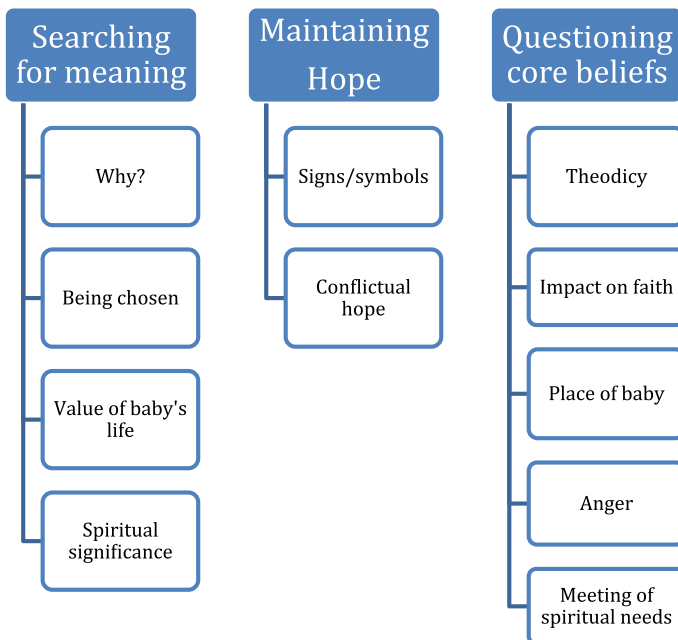 Searching
for meaning
Why?
Being chosen
Value of baby's
life
Spiritual
significance
Maintaining
Hope
Signs/symbols
Conflictual
hope
Questioning
core beliefs
Theodicy
Impact on faith
Place of baby
Anger
Meeting of
spiritual needs